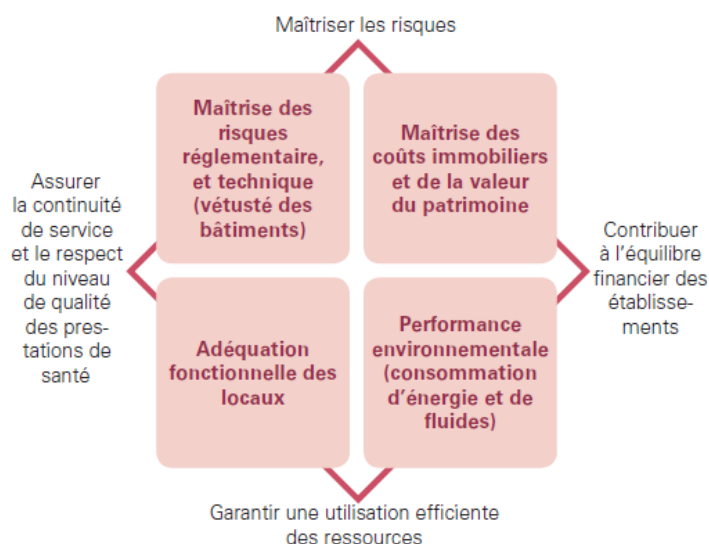 Maîtriser les risques
Maîtrise des
risques
réglementaire,
et technique
(vétusté des
bâtiments)
Maîtrise des
coûts immobiliers
et de la valeur
du patrimoine
Assurer
la continuité
de service
et le respect
du niveau
de qualité
des pres-
tations de
santé
Contribuer
à l'équilibre
financier des
établisse-
ments
Adéquation
fonctionnelle des
locaux
Performance
environnementale
(consommation
d'énergie et de
fluides)
Garantir une utilisation efficiente
des ressources